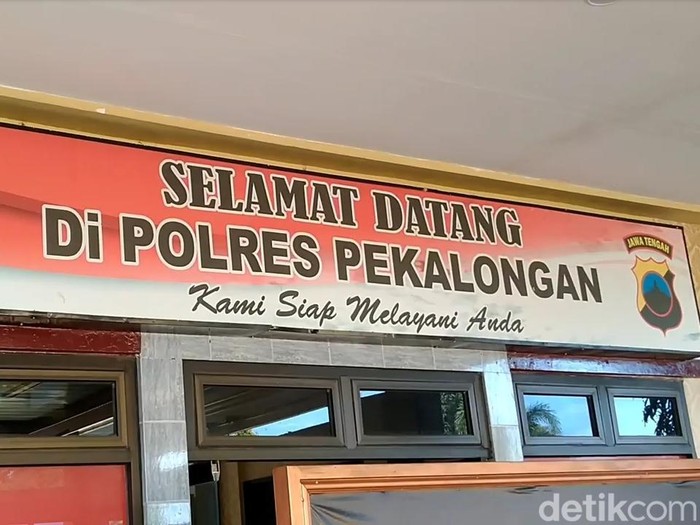 SELAMAT DATANG
Di POLRES PEKALONGAN
Kami Siap Melayani Anda
JAWA TENGAH
detikcom